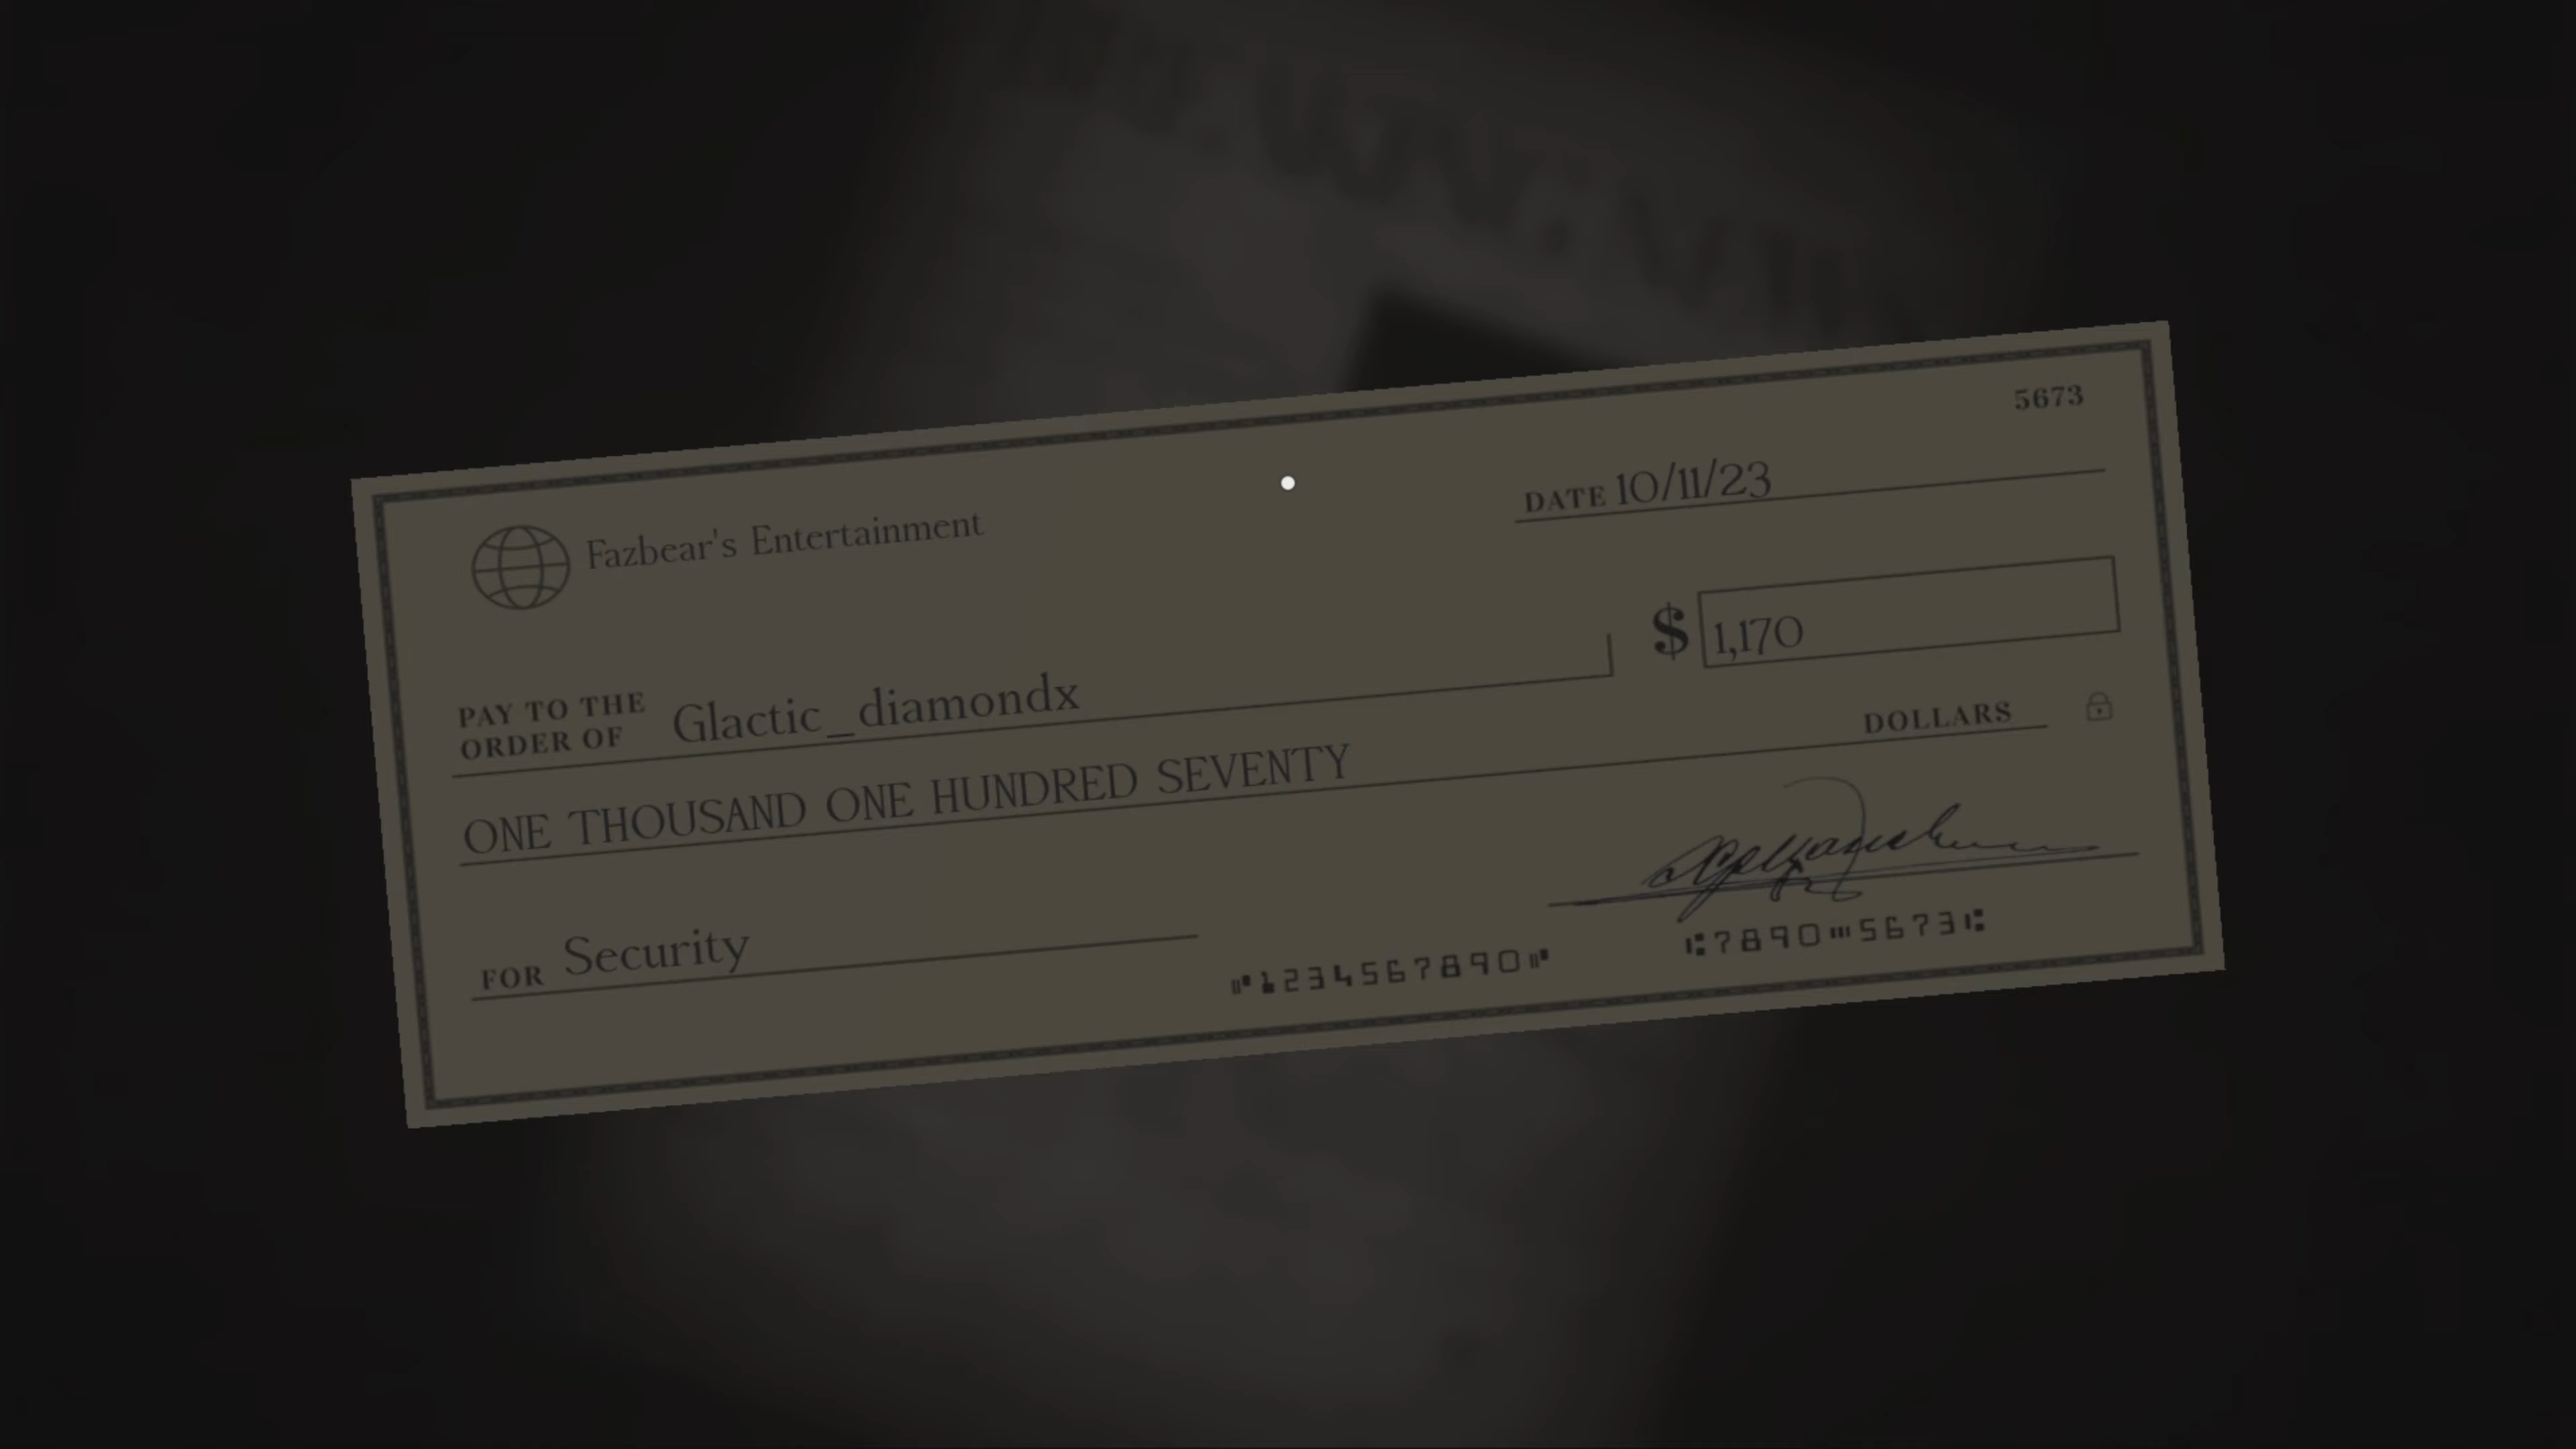 5673
DATE 10/11/23
Fazbear's Entertainment
$ 1,170
PAY TO THE
ORDER OF Glactic_diamondx
DOLLARS
ONE THOUSAND ONE HUNDRED SEVENTY
FOR Security
⑈1234567890⑈ ⑆7890⑉5673⑆